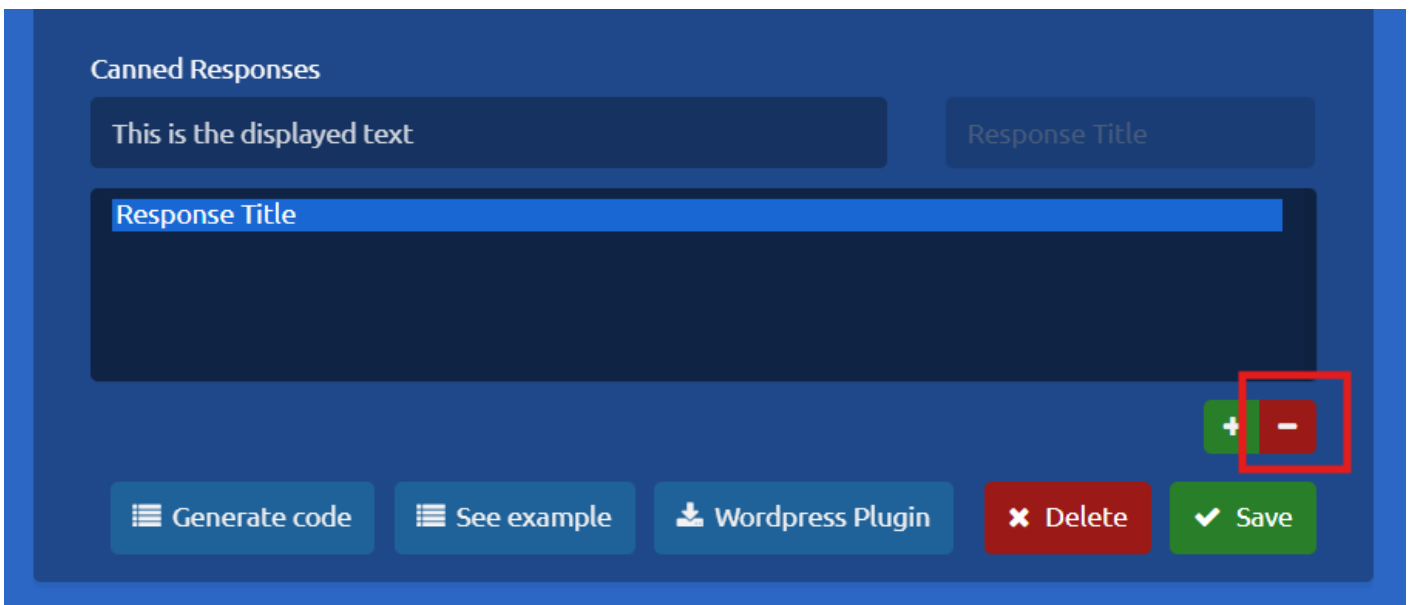 Canned Responses
This is the displayed text Response Title
Response Title
+ -
Generate code See example Wordpress Plugin Delete Save